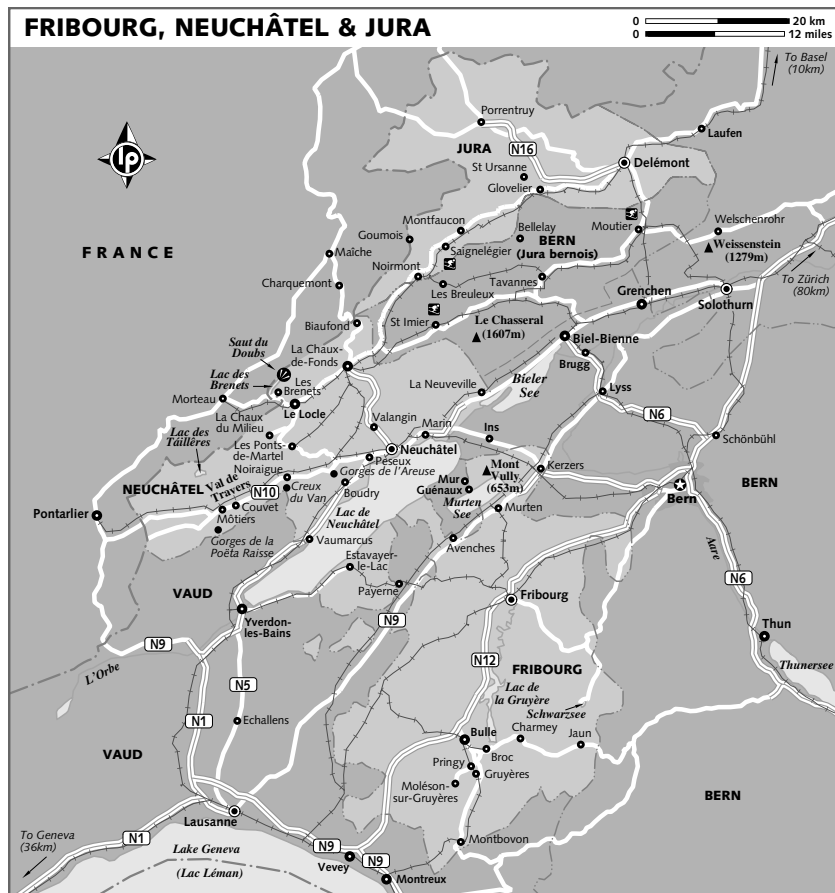 FRIBOURG, NEUCHÂTEL & JURA
0 20 km
0 12 miles
To Basel
(10km)
Porrentruy
Laufen
lp
JURA
N16
St Ursanne
Delémont
Glovelier
Montfaucon
Goumois
Bellelay
Moutier
Welschenrohr
FRANCE
BERN
(Jura bernois)
Weissenstein
(1279m)
Maîche
Saignelégier
Noirmont
Tavannes
To Zürich
(80km)
Charquemont
Les Breuleux
Grenchen
Solothurn
Biaufond
St Imier
Le Chasseral
(1607m)
Biel-Bienne
Saut du
Doubs
La Chaux-
de-Fonds
Brugg
Lac des
Brenets
Les
Brenets
La Neuveville
Bieler
See
Lyss
Morteau
Le Locle
N6
La Chaux
du Milieu
Valangin
Marin
Ins
Schönbühl
Lac des
Táillêres
Les Ponts-
de-Martel
Neuchâtel
Péseux
Noiraigue
Gorges de l'Areuse
Mont
Vully
(653m)
Kerzers
NEUCHÂTEL
Val de
Travers
N10
Creux
du Van
Boudry
Mur
Guénaux
BERN
Bern
Pontarlier
Couvet
Môtiers
Lac de
Neuchâtel
Murten
See
Murten
Gorges de la
Poëta Raisse
Vaumarcus
Avenches
Aare
Estavayer-
le-Lac
Payerne
N6
VAUD
Fribourg
Yverdon-
les-Bains
N9
Thun
N9
N12
FRIBOURG
Thunersee
L'Orbe
N5
Lac de
la Gruyère
Schwarzsee
N1
Echallens
Bulle
Charmey
Jaun
VAUD
Broc
Pringy
Gruyères
Moléson-
sur-Gruyères
BERN
Lausanne
To Geneva
(36km)
N1
N9
Montbovon
Lake Geneva
(Lac Léman)
Vevey
N9
Montreux